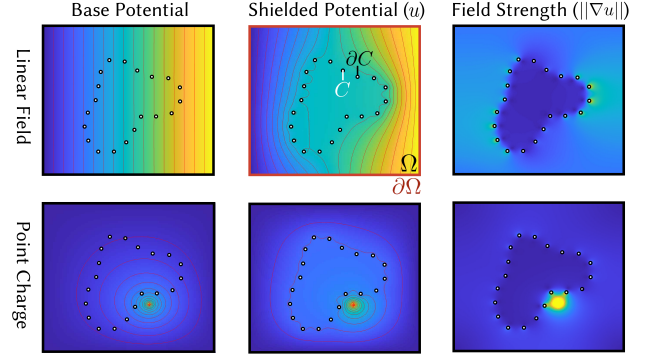 Base Potential
Shielded Potential (u)
Field Strength (||∇u||)
Linear Field
∂C
C
Ω
∂Ω
Point Charge